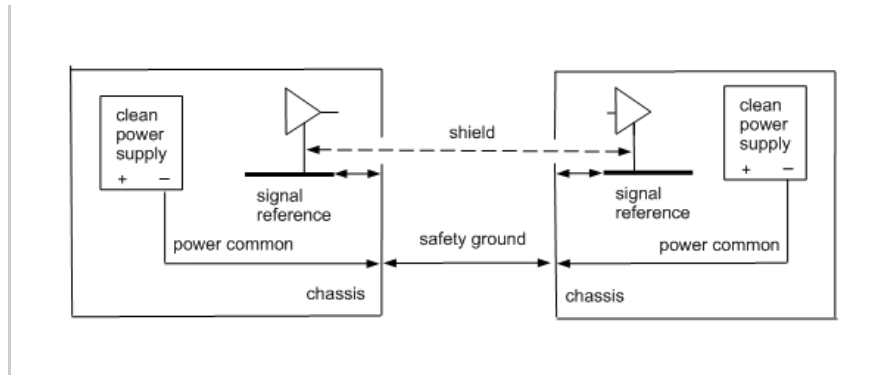 clean
power
supply
+ −
signal
reference
power common
chassis
shield
safety ground
signal
reference
clean
power
supply
+ −
power common
chassis